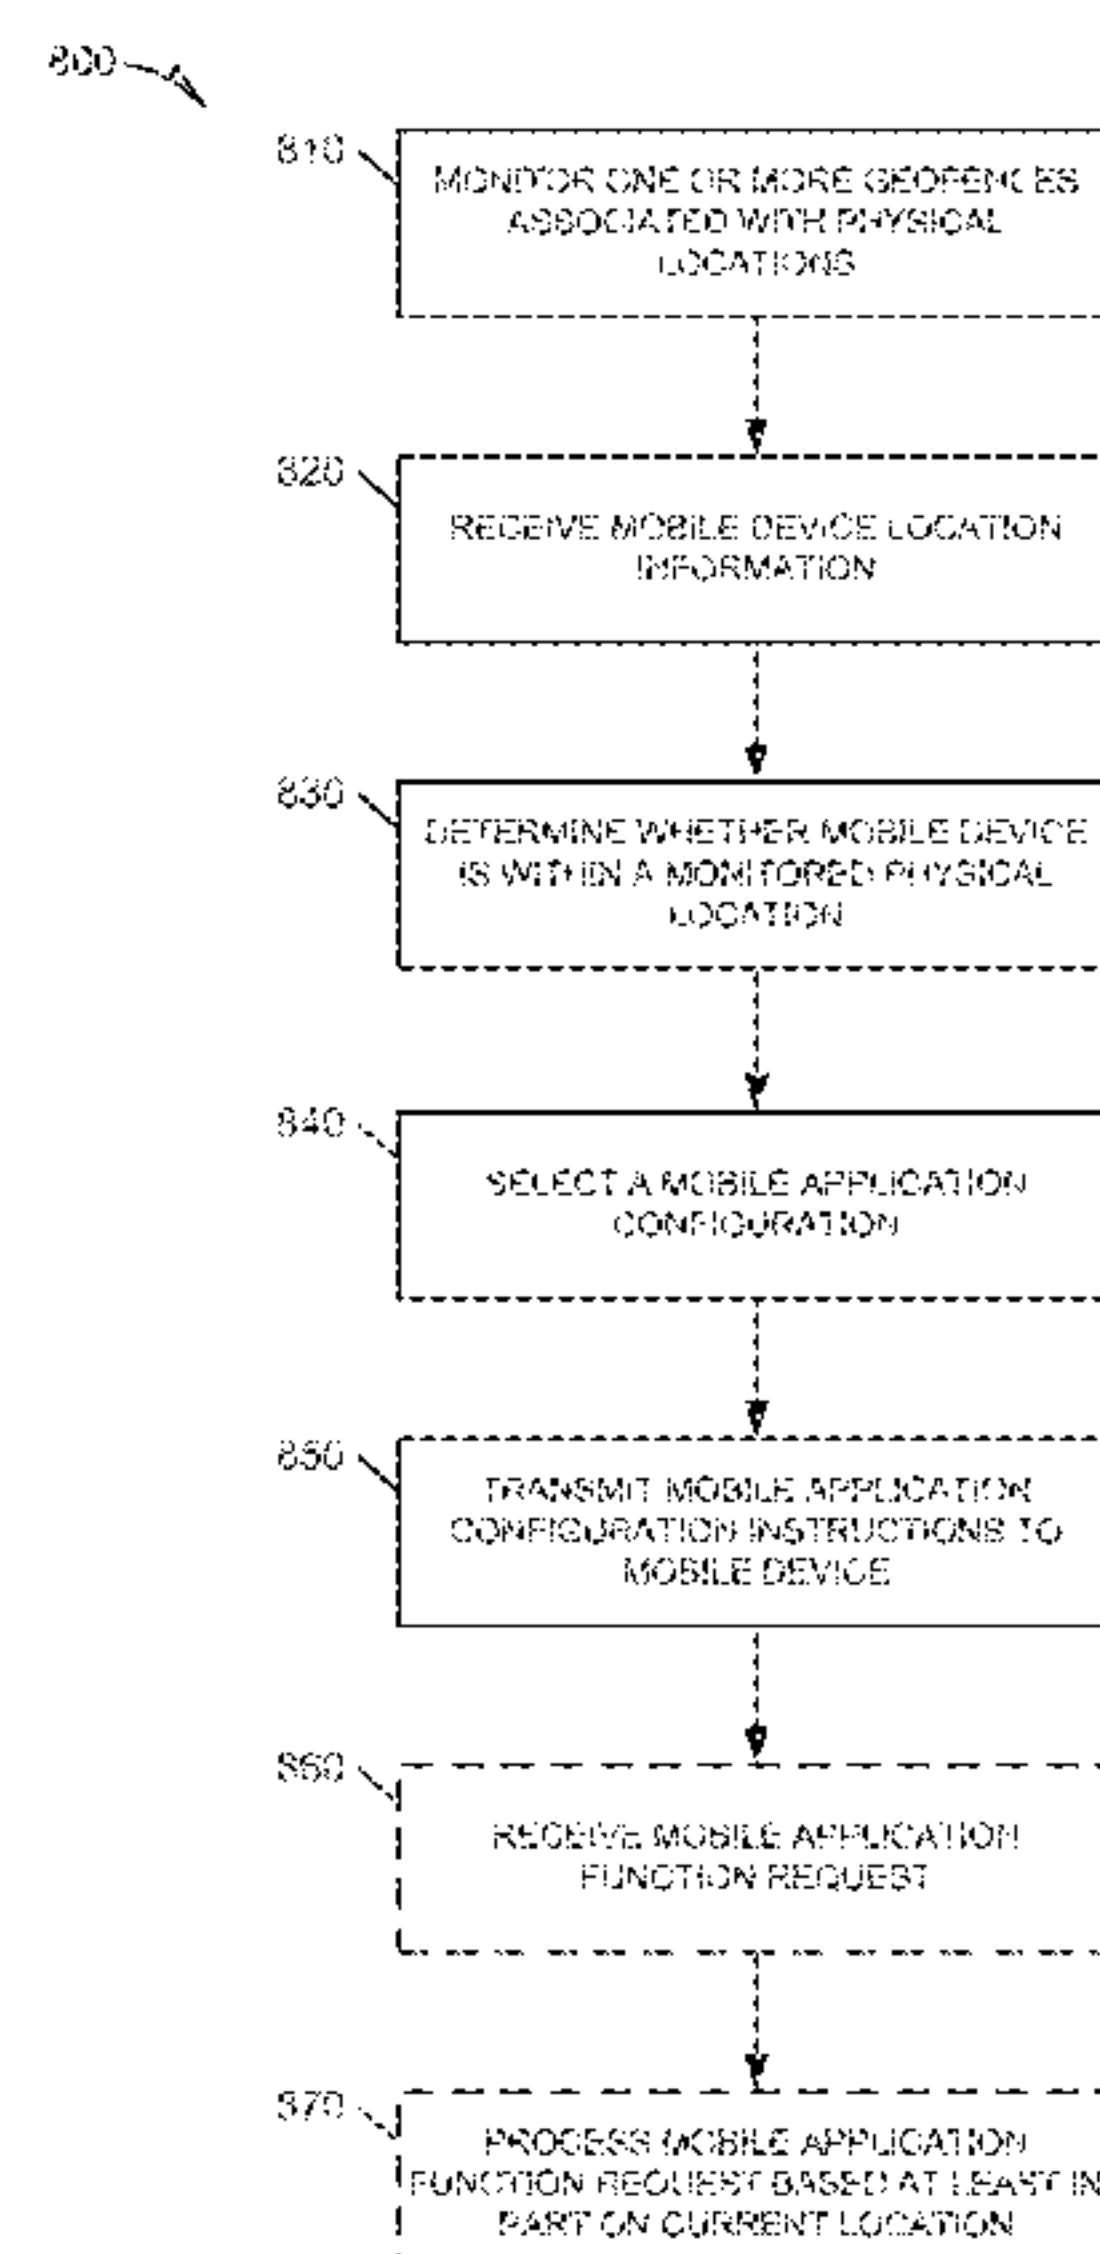 800
810
MONITOR ONE OR MORE GEOFENCES
ASSOCIATED WITH PHYSICAL
LOCATIONS
820
RECEIVE MOBILE DEVICE LOCATION
INFORMATION
830
DETERMINE WHETHER MOBILE DEVICE
IS WITHIN A MONITORED PHYSICAL
LOCATION
840
SELECT A MOBILE APPLICATION
CONFIGURATION
850
TRANSMIT MOBILE APPLICATION
CONFIGURATION INSTRUCTIONS TO
MOBILE DEVICE
860
RECEIVE MOBILE APPLICATION
FUNCTION REQUEST
870
PROCESS MOBILE APPLICATION
FUNCTION REQUEST BASED AT LEAST IN
PART ON CURRENT LOCATION